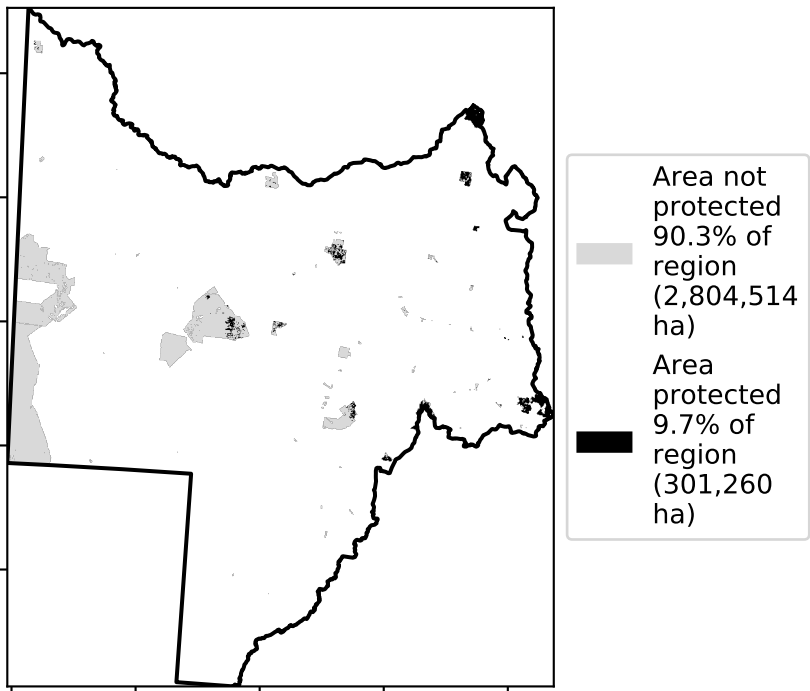 Area not
protected
90.3% of
region
(2,804,514
ha)
Area
protected
9.7% of
region
(301,260
ha)